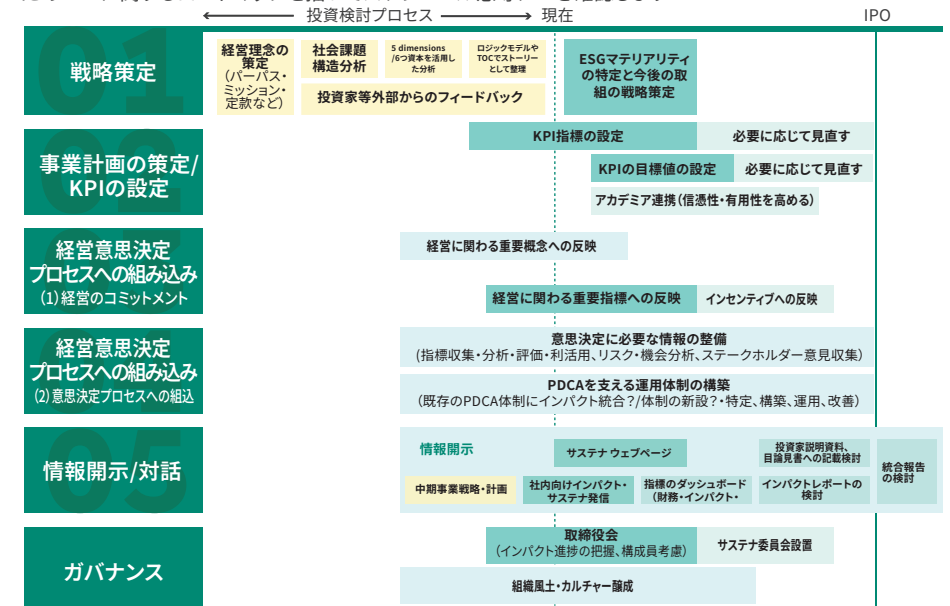 投資検討プロセス
現在
IPO
01
戦略策定
経営理念の
策定
(パーパス・
ミッション・
定款など)
社会課題
構造分析
5 dimensions
/6つ資本を活用し
た分析
ロジックモデルや
TOCでストーリー
として整理
投資家等外部からのフィードバック
ESGマテリアリティ
の特定と今後の取
組の戦略策定
02
事業計画の策定/
KPIの設定
KPI指標の設定
必要に応じて見直す
KPIの目標値の設定
必要に応じて見直す
アカデミア連携(信憑性・有用性を高める)
03
経営意思決定
プロセスへの組み込み
(1)経営のコミットメント
経営に関わる重要概念への反映
経営に関わる重要指標への反映
インセンティブへの反映
04
経営意思決定
プロセスへの組み込み
(2)意思決定プロセスへの組込
意思決定に必要な情報の整備
(指標収集・分析・評価・利活用、リスク・機会分析、ステークホルダー意見収集)
PDCAを支える運用体制の構築
(既存のPDCA体制にインパクト統合?/体制の新設?・特定、構築、運用、改善)
05
情報開示/対話
情報開示
サステナ ウェブページ
投資家説明資料、
目論見書への記載検討
統合報告
の検討
中期事業戦略・計画
社内向けインパクト・
サステナ発信
指標のダッシュボード
(財務・インパクト・
インパクトレポートの
検討
ガバナンス
取締役会
(インパクト進捗の把握、構成員考慮)
サステナ委員会設置
組織風土・カルチャー醸成